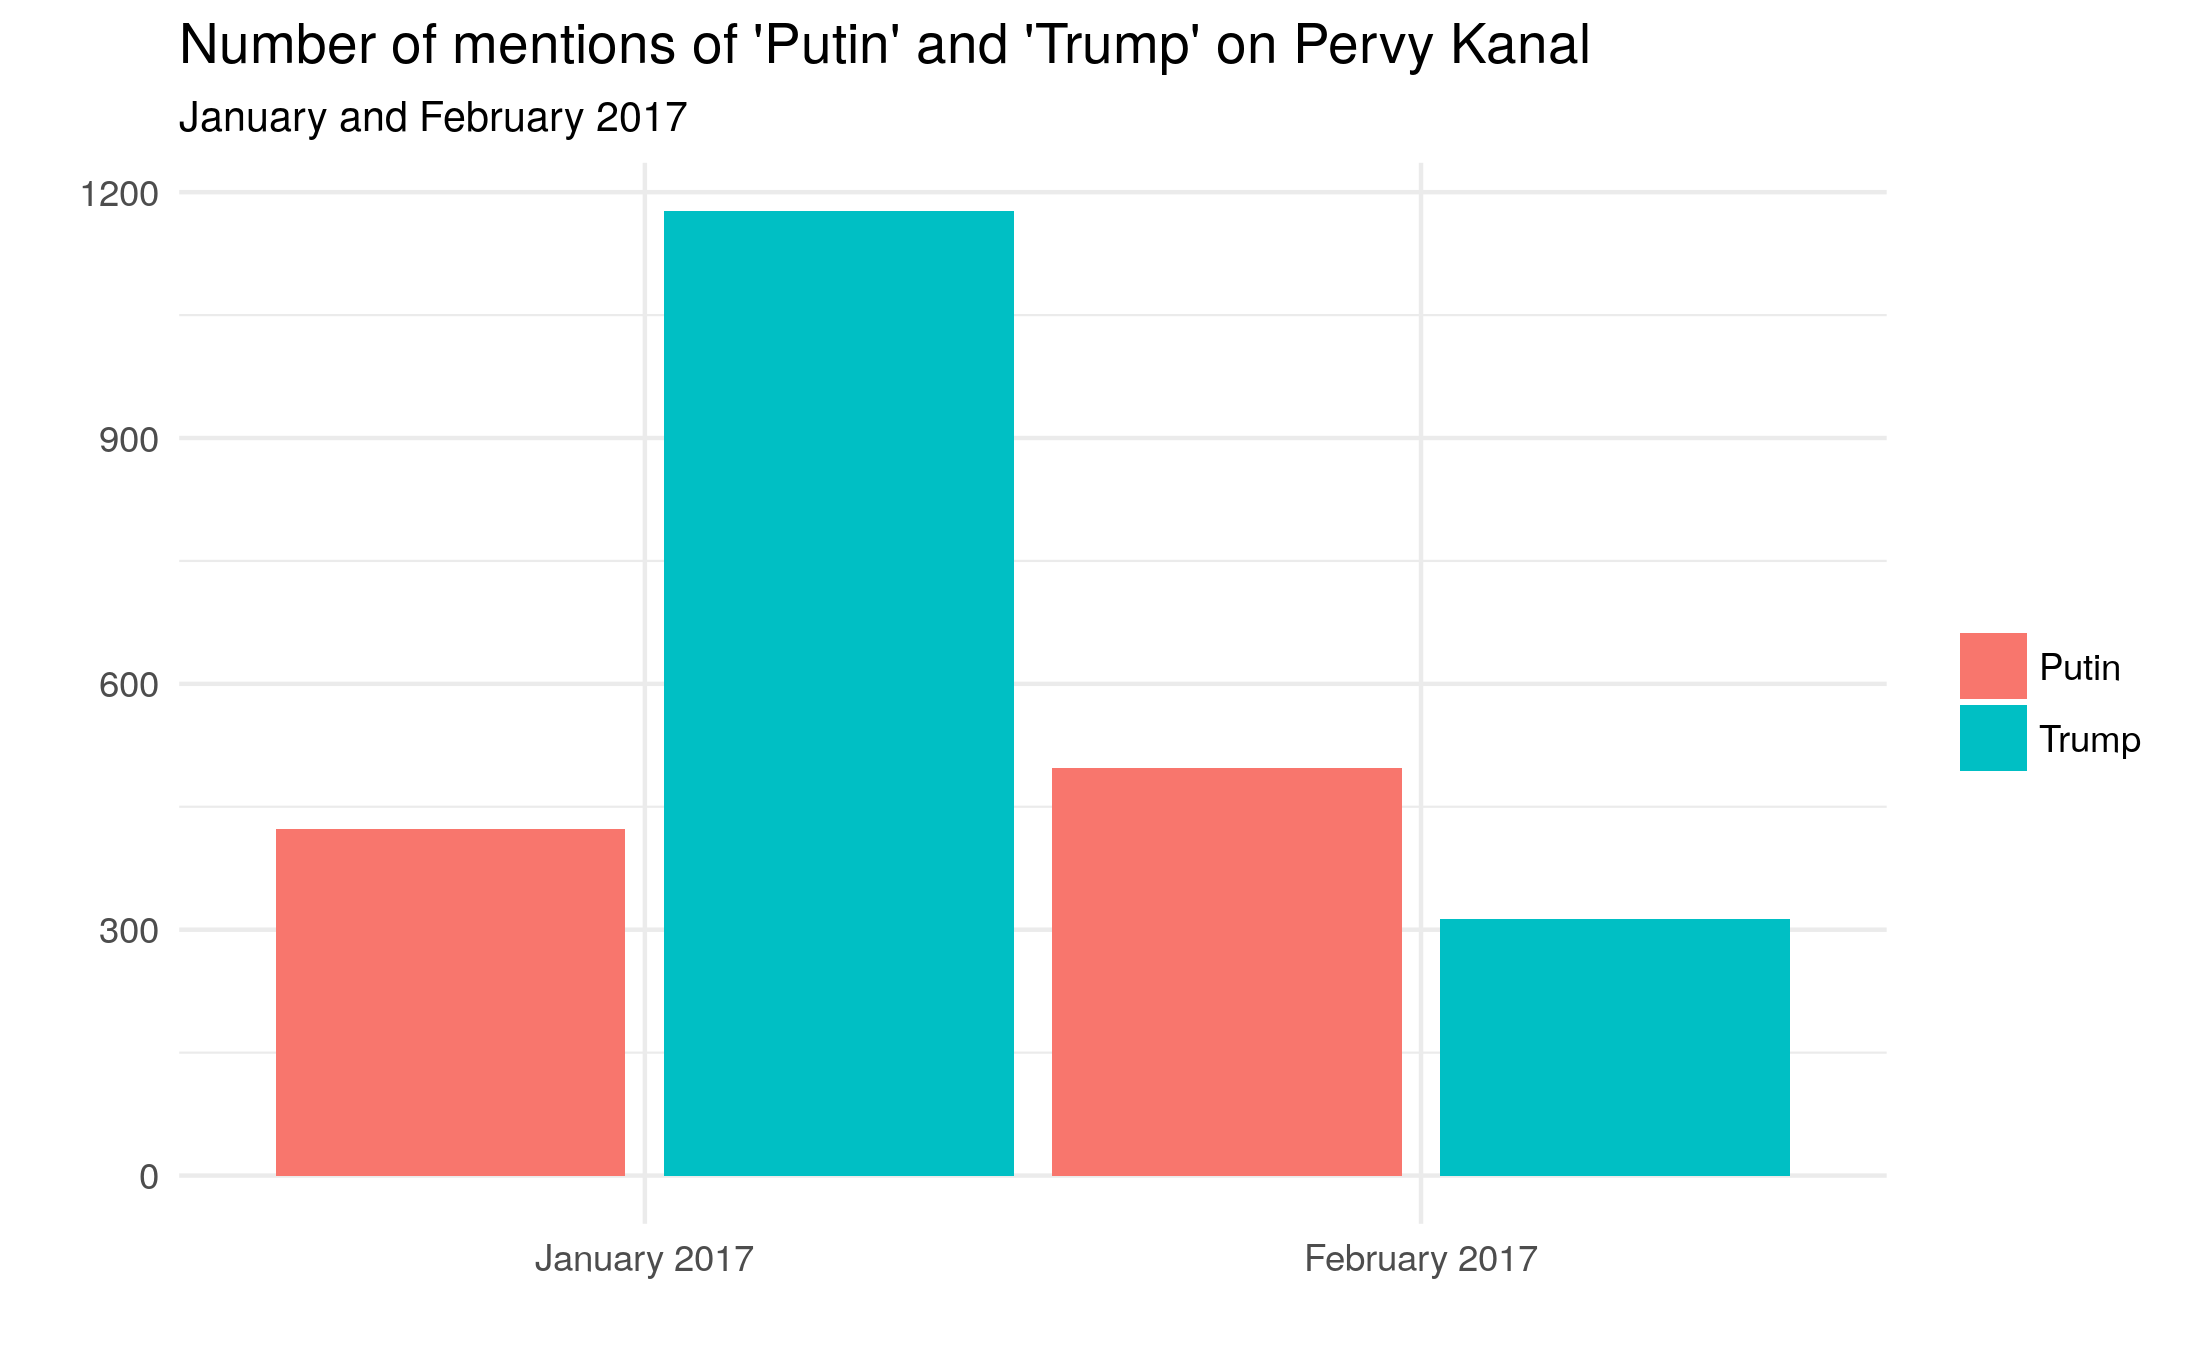 Number of mentions of 'Putin' and 'Trump' on Pervy Kanal
January and February 2017
1200
900
600
300
0
January 2017
February 2017
Putin
Trump